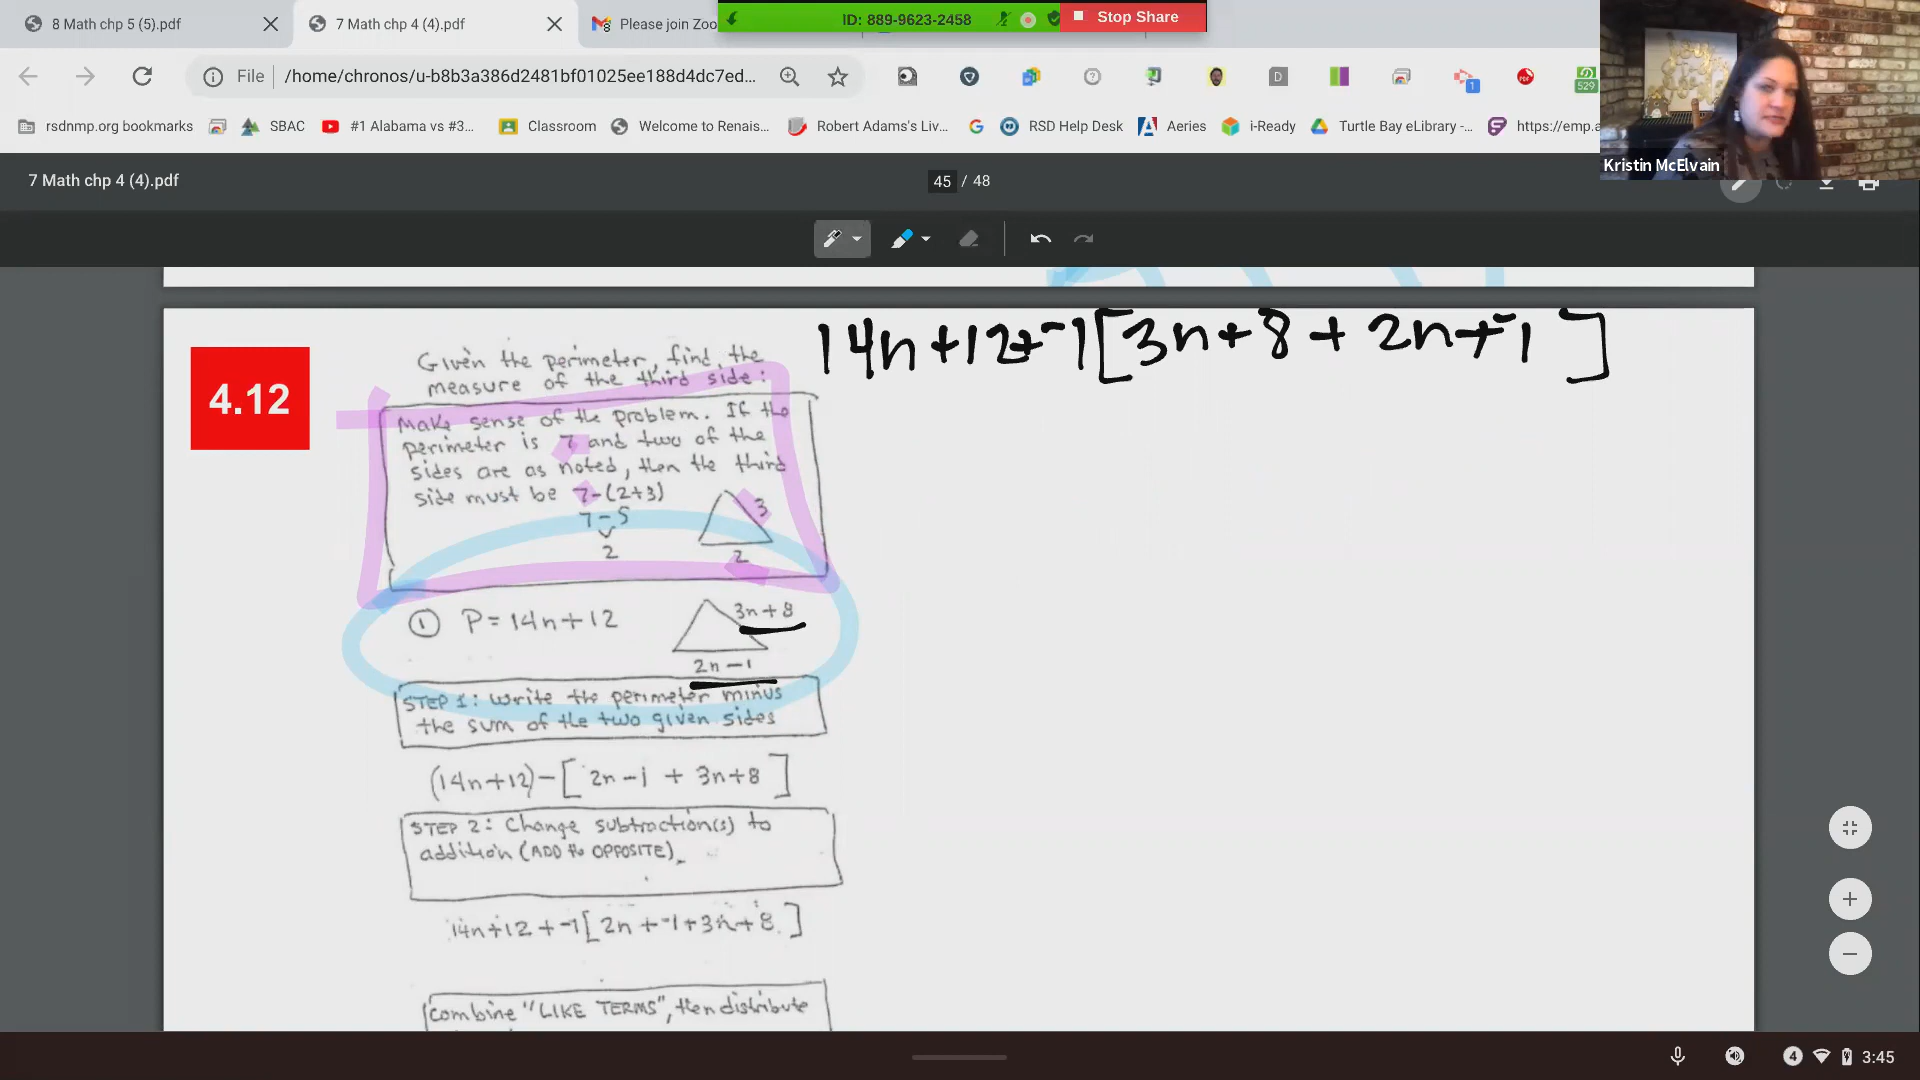 8 Math chp 5 (5).pdf
7 Math chp 4 (4).pdf
Please join Zoo
ID: 889-9623-2458
Stop Share
File
/home/chronos/u-b8b3a386d2481bf01025ee188d4dc7ed...
1
529
rsdnmp.org bookmarks
SBAC
#1 Alabama vs #3...
Classroom
Welcome to Renais...
Robert Adams's Liv...
RSD Help Desk
Aeries
i-Ready
Turtle Bay eLibrary -...
https://emp.a
Kristin McElvain
7 Math chp 4 (4).pdf
45 / 48
14n+12+-1[3n+8+2n+-1]
4.12
Given the perimeter, find the
measure of the third side:
Make sense of the problem. If the
perimeter is 7 and two of the
sides are as noted, then the third
side must be 7-(2+3)
7-5
2
3
2
① P=14n+12
3n+8
2n-1
STEP 1: Write the perimeter minus
the sum of the two given sides
(14n+12)-[2n-1 + 3n+8]
STEP 2: Change subtraction(s) to
addition (ADD the OPPOSITE).
14n+12+-1[2n+-1+3n+8.]
combine "LIKE TERMS", then distribute
4
3:45